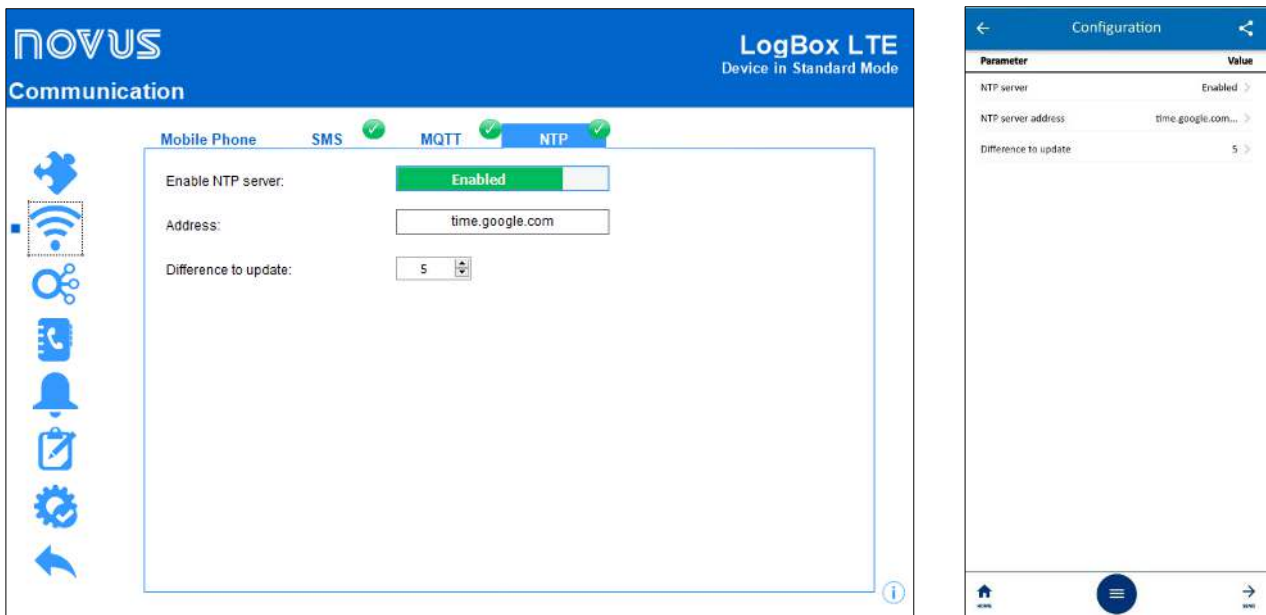 NOVUS
LogBox LTE
Device in Standard Mode
Communication
Mobile Phone SMS MQTT NTP
Enable NTP server: Enabled
Address: time.google.com
Difference to update: 5
Configuration
Parameter Value
NTP server Enabled
NTP server address time.google.com...
Difference to update 5
HOME SEND